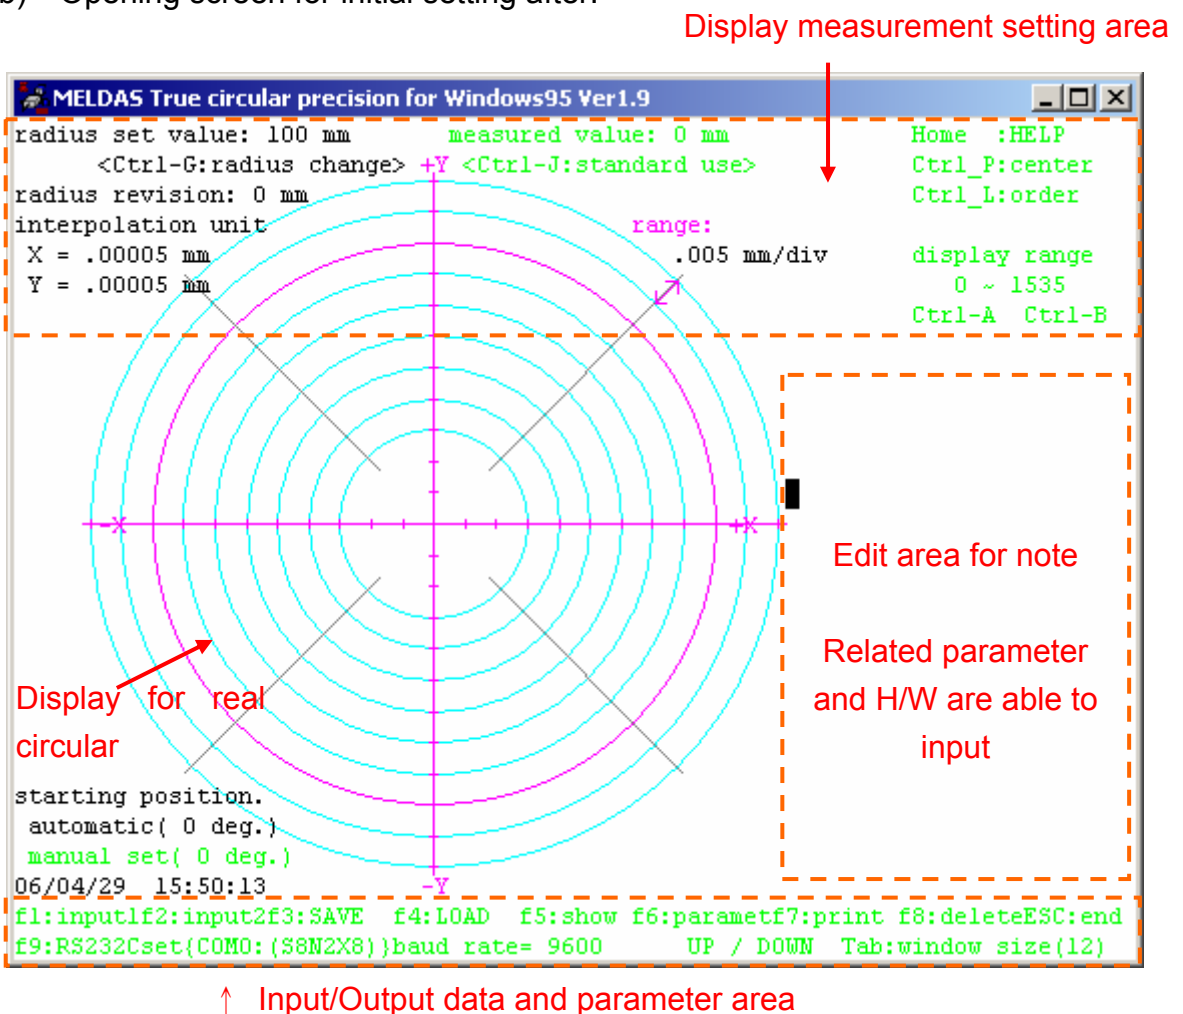 b) Opening screen for initial setting after.
Display measurement setting area
MELDAS True circular precision for Windows95 Ver1.9
radius set value: 100 mm measured value: 0 mm Home :HELP
<Ctrl-G:radius change> +Y <Ctrl-J:standard use> Ctrl_P:center
radius revision: 0 mm Ctrl_L:order
interpolation unit range:
X = .00005 mm .005 mm/div display range
Y = .00005 mm 0 ~ 1535
Ctrl-A Ctrl-B
-X +X
Edit area for note
Related parameter
and H/W are able to
input
Display for real
circular
starting position.
automatic( 0 deg.)
manual set( 0 deg.)
06/04/29 15:50:13 -Y
f1:input1f2:input2f3:SAVE f4:LOAD f5:show f6:parametf7:print f8:deleteESC:end
f9:RS232Cset{COM0:(S8N2X8)}baud rate= 9600 UP / DOWN Tab:window size(12)
↑ Input/Output data and parameter area